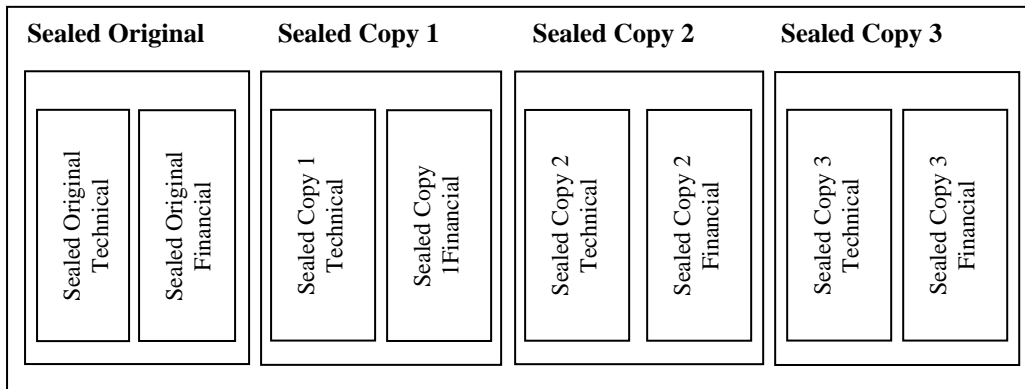 Sealed Original
Sealed Copy 1
Sealed Copy 2
Sealed Copy 3
Sealed Original
Technical
Sealed Original
Financial
Sealed Copy 1
Technical
Sealed Copy
1Financial
Sealed Copy 2
Technical
Sealed Copy 2
Financial
Sealed Copy 3
Technical
Sealed Copy 3
Financial